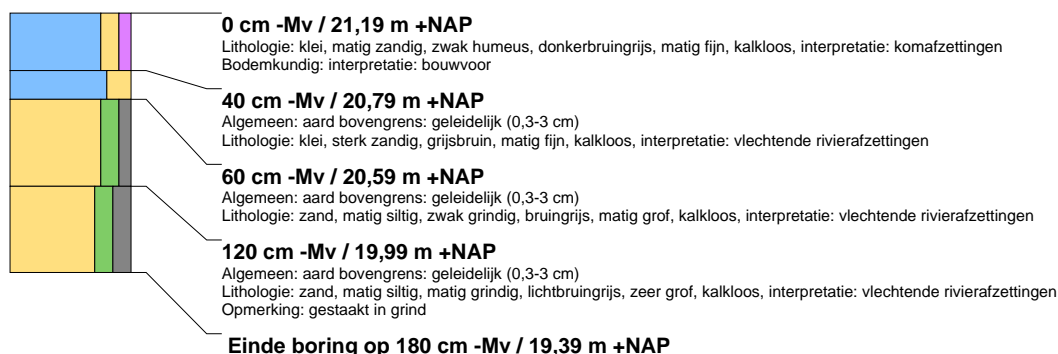 0 cm -Mv / 21,19 m +NAP
Lithologie: klei, matig zandig, zwak humeus, donkerbruingrijs, matig fijn, kalkloos, interpretatie: komafzettingen
Bodemkundig: interpretatie: bouwvoor
40 cm -Mv / 20,79 m +NAP
Algemeen: aard bovengrens: geleidelijk (0,3-3 cm)
Lithologie: klei, sterk zandig, grijsbruin, matig fijn, kalkloos, interpretatie: vlechtende rivierafzettingen
60 cm -Mv / 20,59 m +NAP
Algemeen: aard bovengrens: geleidelijk (0,3-3 cm)
Lithologie: zand, matig siltig, zwak grindig, bruingrijs, matig grof, kalkloos, interpretatie: vlechtende rivierafzettingen
120 cm -Mv / 19,99 m +NAP
Algemeen: aard bovengrens: geleidelijk (0,3-3 cm)
Lithologie: zand, matig siltig, matig grindig, lichtbruingrijs, zeer grof, kalkloos, interpretatie: vlechtende rivierafzettingen
Opmerking: gestaakt in grind
Einde boring op 180 cm -Mv / 19,39 m +NAP